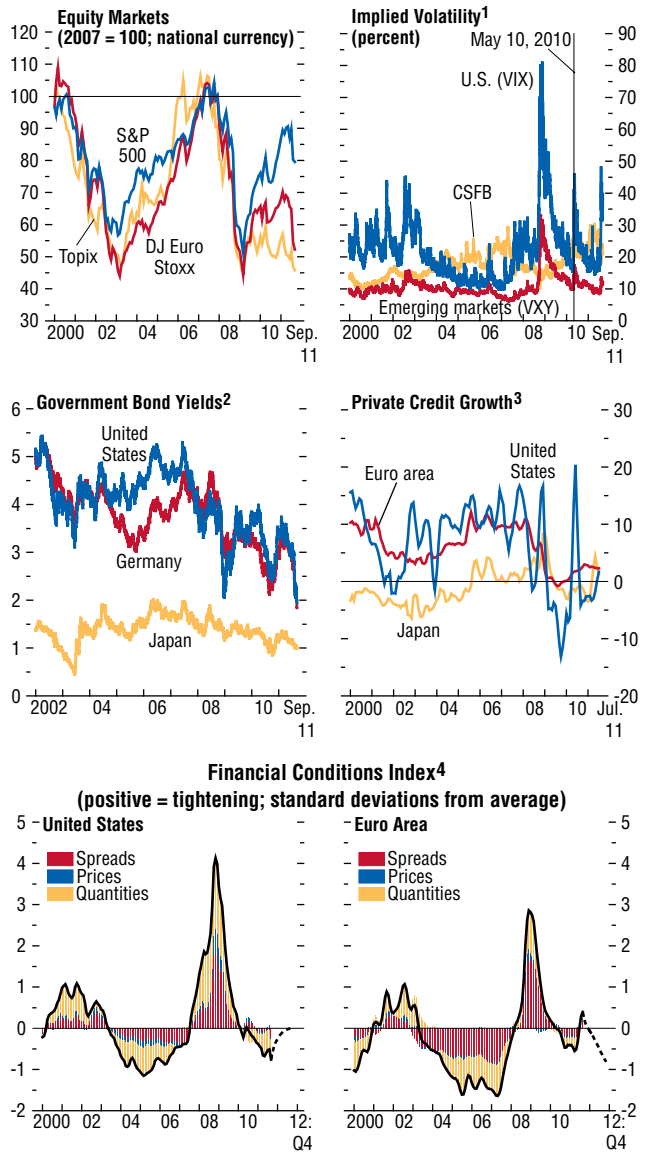 Equity Markets
(2007 = 100; national currency)
120
110
100
90
80
70
60
50
40
30
S&P
500
Topix
DJ Euro
Stoxx
2000 02 04 06 08 10 Sep.
11
Implied Volatility1
(percent)
May 10, 2010
U.S. (VIX)
CSFB
Emerging markets (VXY)
90
80
70
60
50
40
30
20
10
0
2000 02 04 06 08 10 Sep.
11
Government Bond Yields2
6
5
4
3
2
1
0
United
States
Germany
Japan
2002 04 06 08 10 Sep.
11
Private Credit Growth3
United
States
Euro area
Japan
30
20
10
0
-10
-20
2000 02 04 06 08 10 Jul.
11
Financial Conditions Index4
(positive = tightening; standard deviations from average)
United States
Spreads
Prices
Quantities
5
4
3
2
1
0
-1
-2
2000 02 04 06 08 10 12:
Q4
Euro Area
Spreads
Prices
Quantities
5
4
3
2
1
0
-1
-2
2000 02 04 06 08 10 12:
Q4